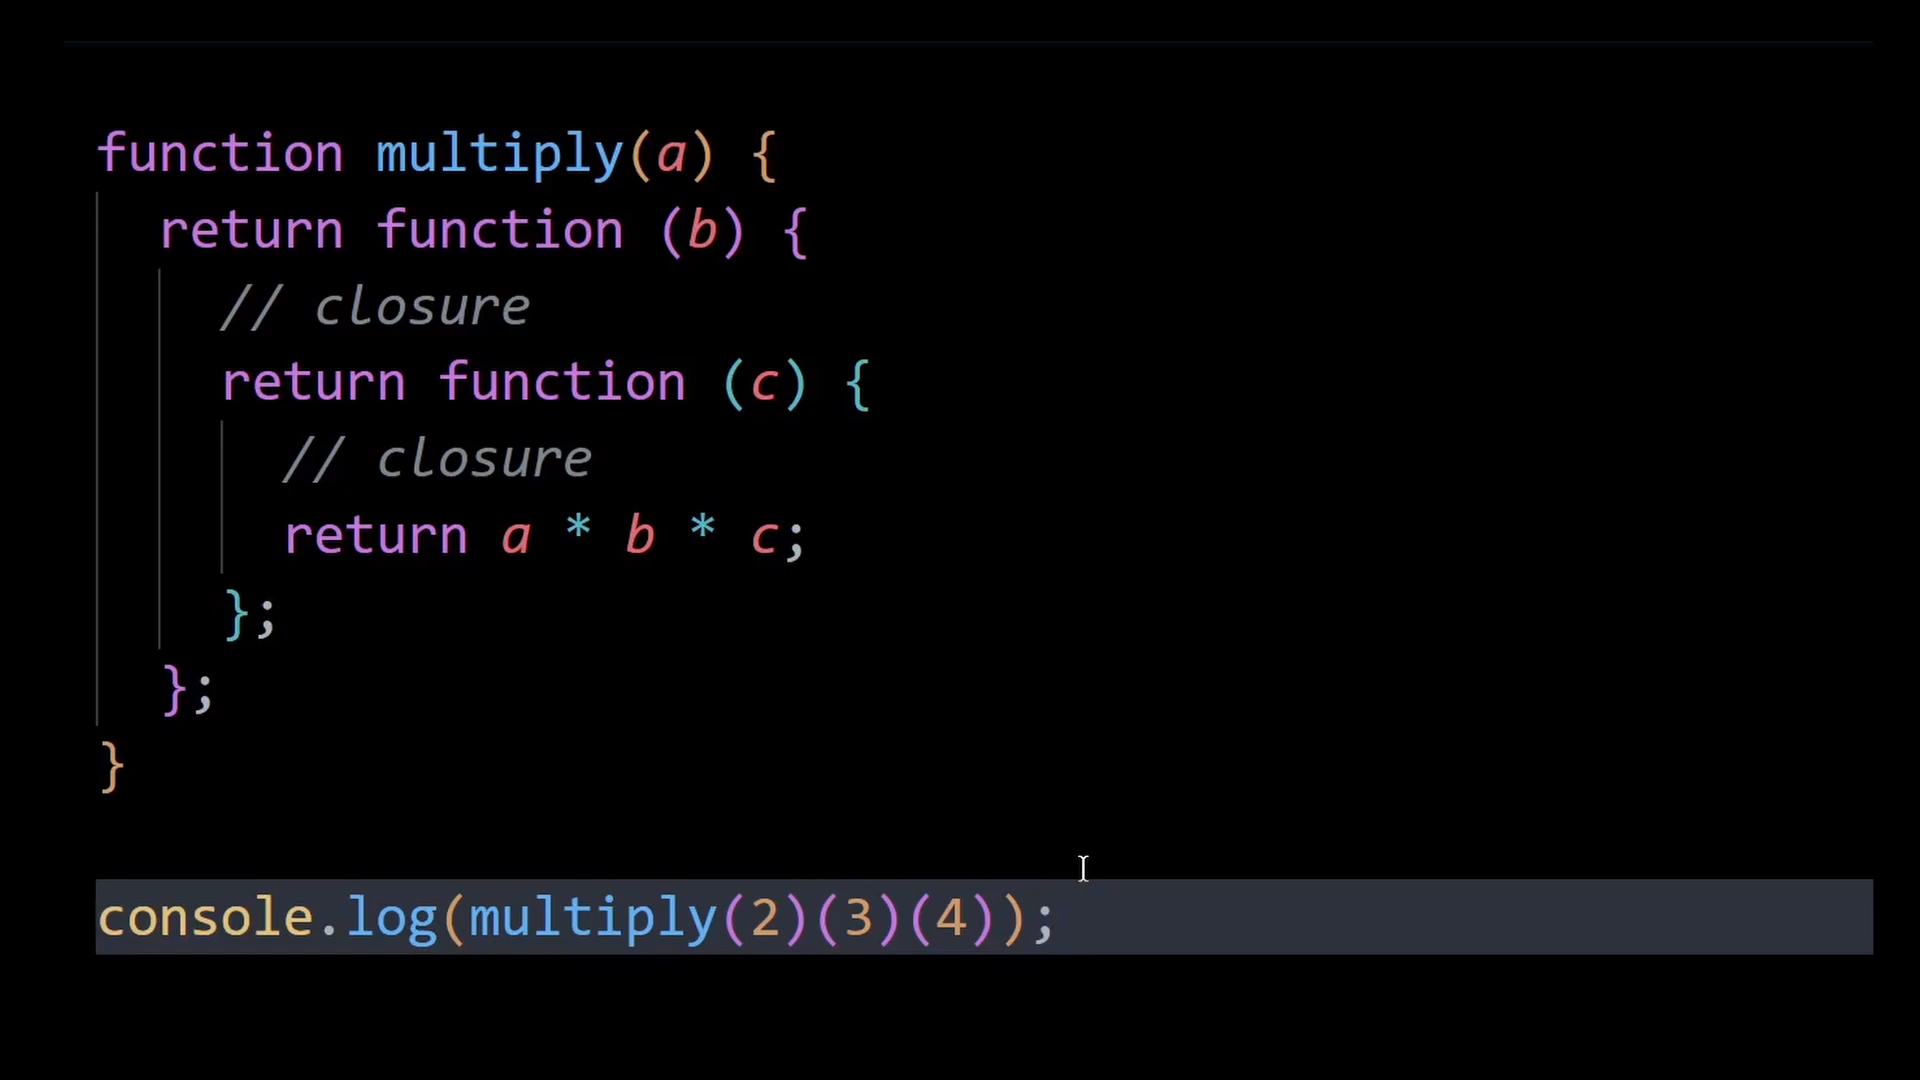 function multiply(a) {
  return function (b) {
    // closure
    return function (c) {
      // closure
      return a * b * c;
    };
  };
}
console.log(multiply(2)(3)(4));